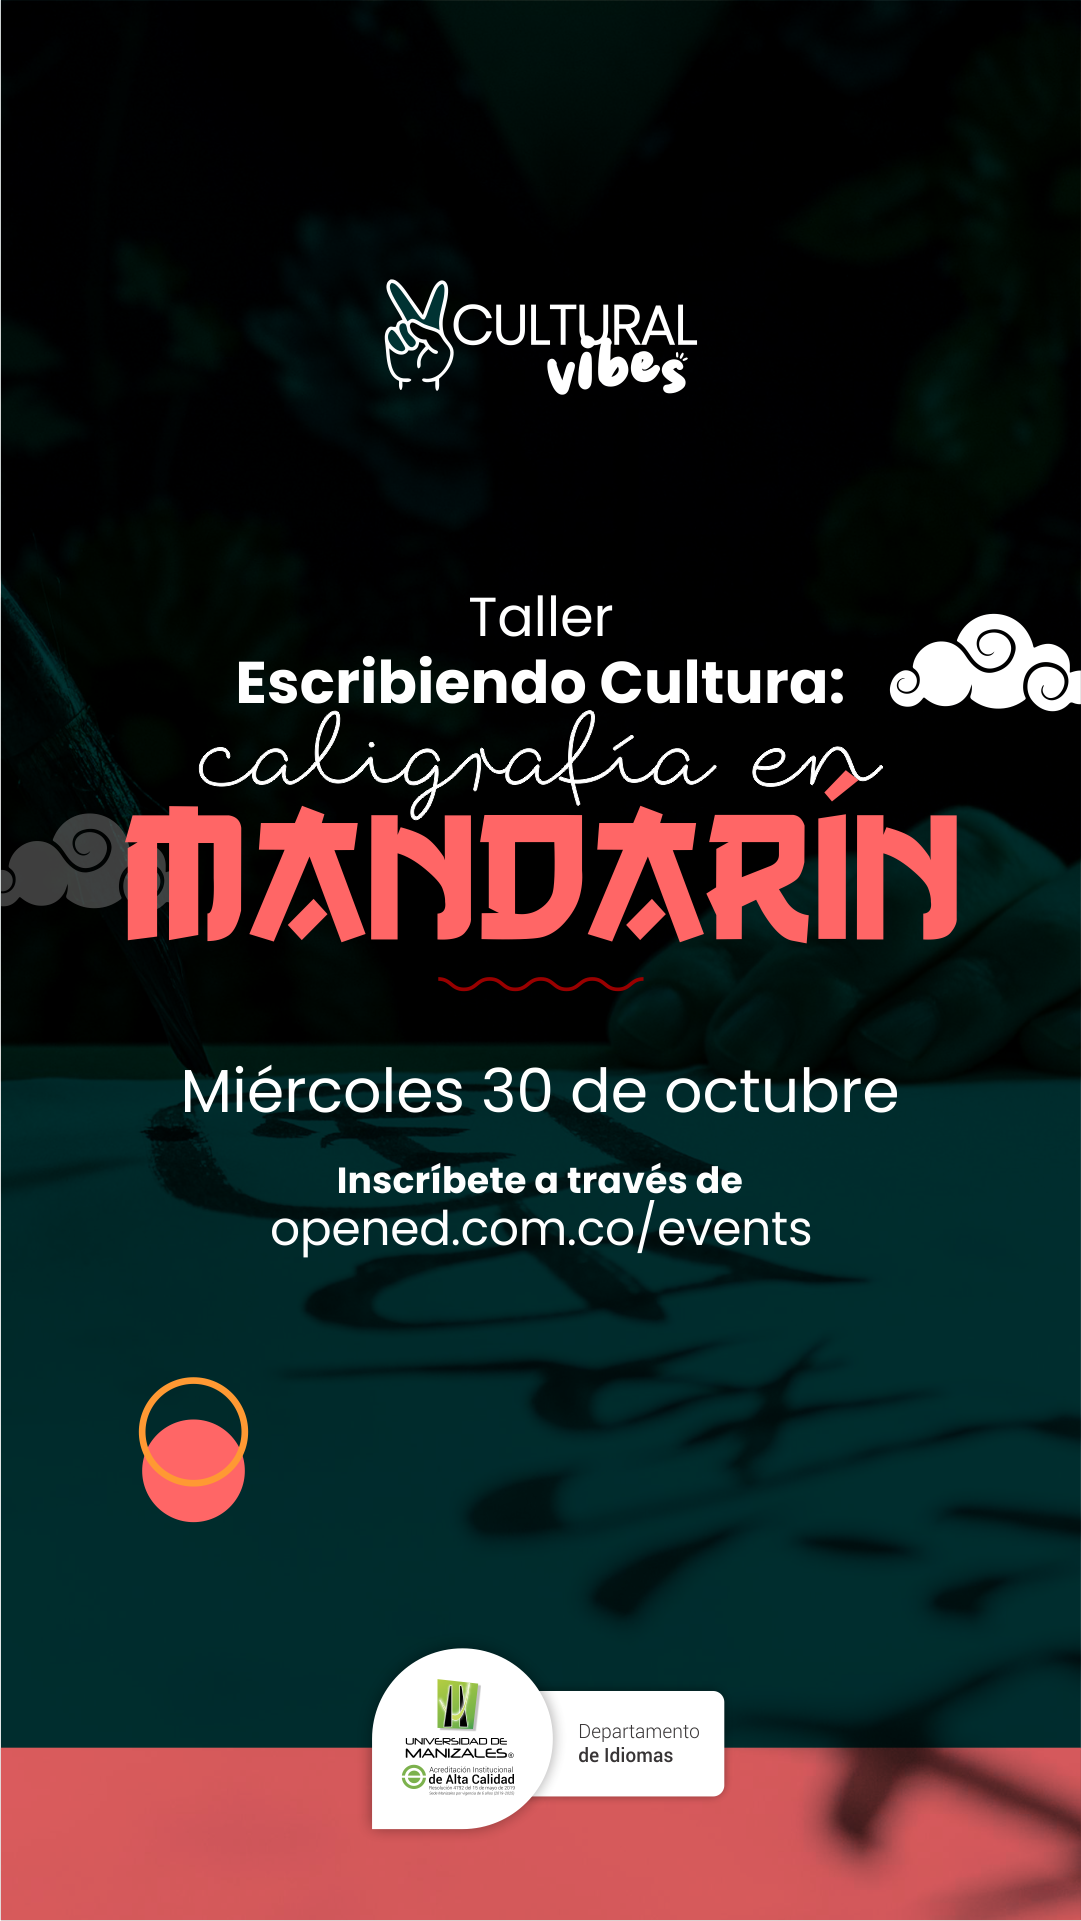 CULTURAL
vibes
Taller
Escribiendo Cultura:
caligrafía en
MANDARÍN
Miércoles 30 de octubre
Inscríbete a través de
opened.com.co/events
UNIVERSIDAD DE
MANIZALES®
Acreditación Institucional
de Alta Calidad
Departamento
de Idiomas